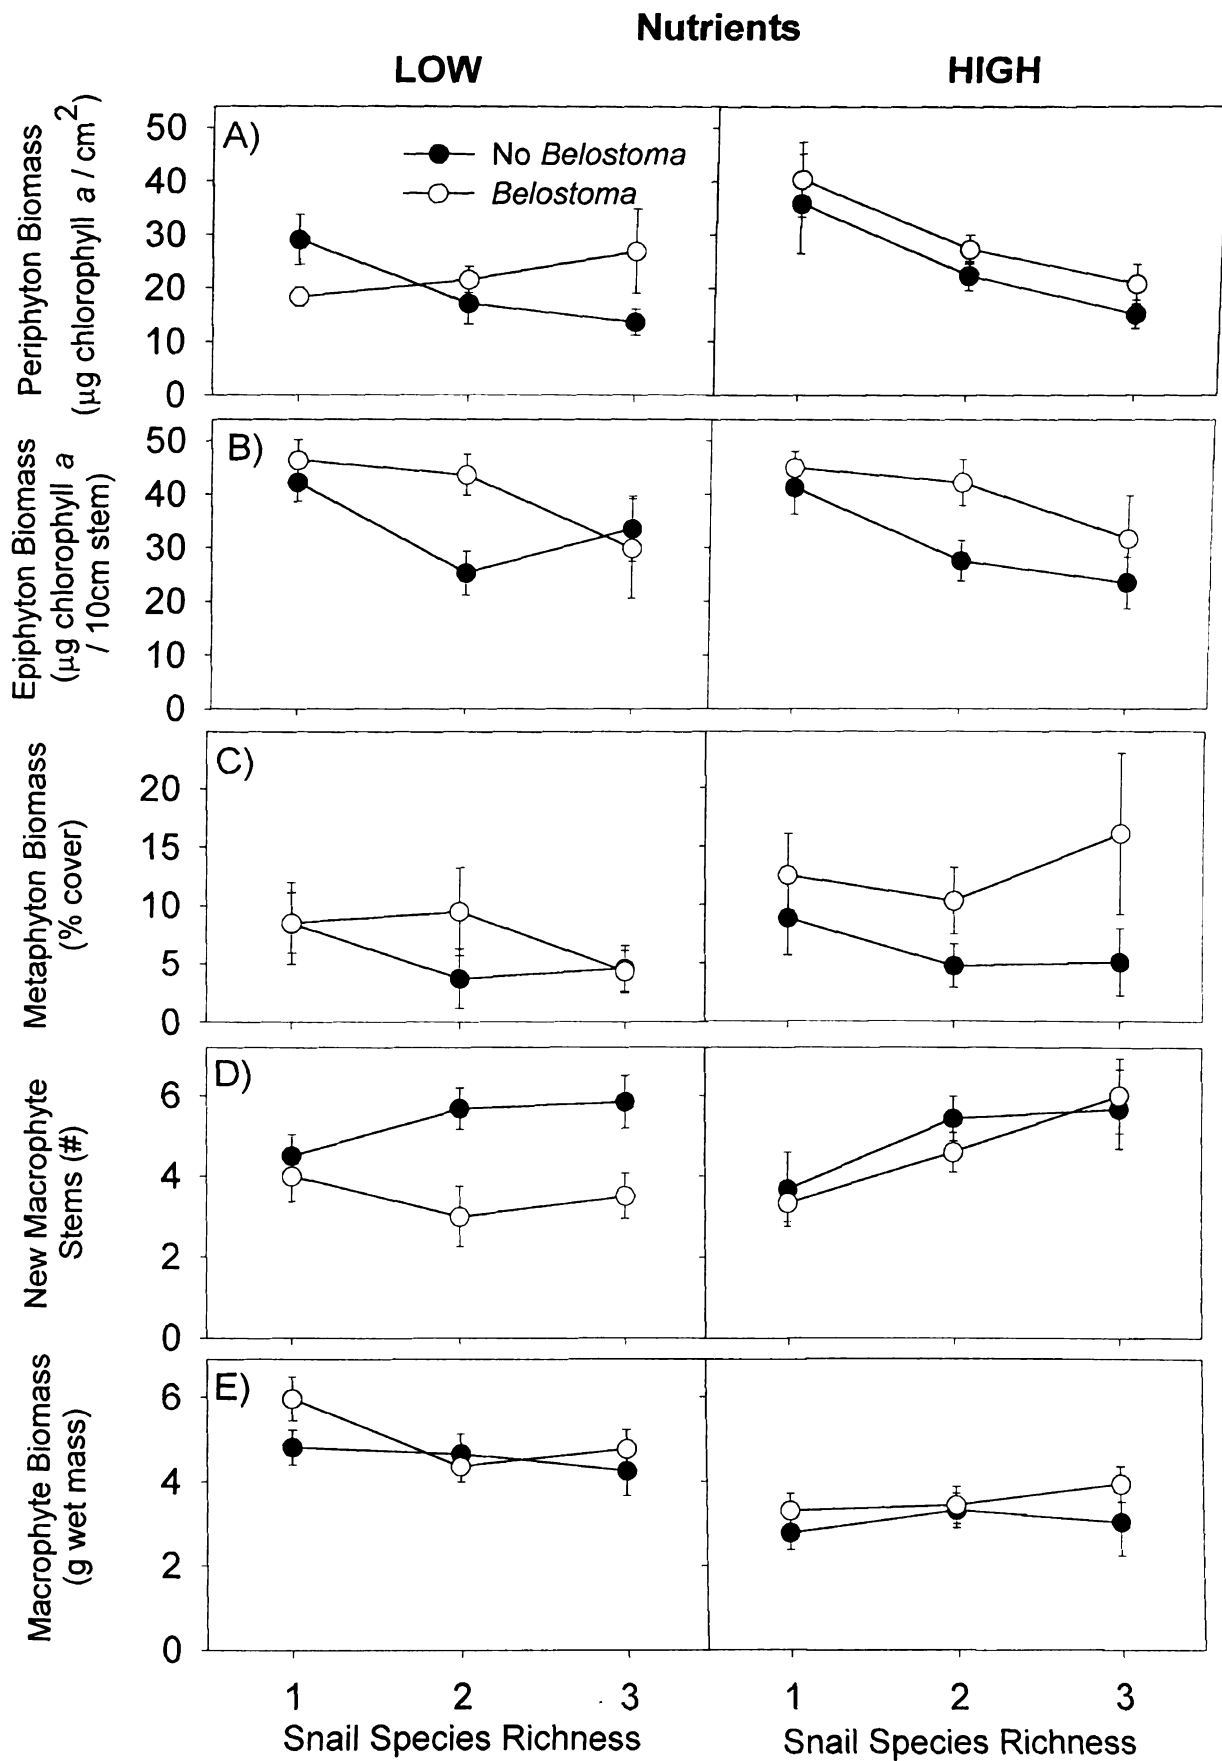 Nutrients
LOW
HIGH
Periphyton Biomass
(µg chlorophyll a / cm²)
50
40
30
20
10
0
A)
No Belostoma
Belostoma
Epiphyton Biomass
(µg chlorophyll a
/ 10cm stem)
50
40
30
20
10
0
B)
Metaphyton Biomass
(% cover)
20
15
10
5
0
C)
New Macrophyte
Stems (#)
6
4
2
0
D)
Macrophyte Biomass
(g wet mass)
6
4
2
0
E)
1 2 3
1 2 3
Snail Species Richness
Snail Species Richness